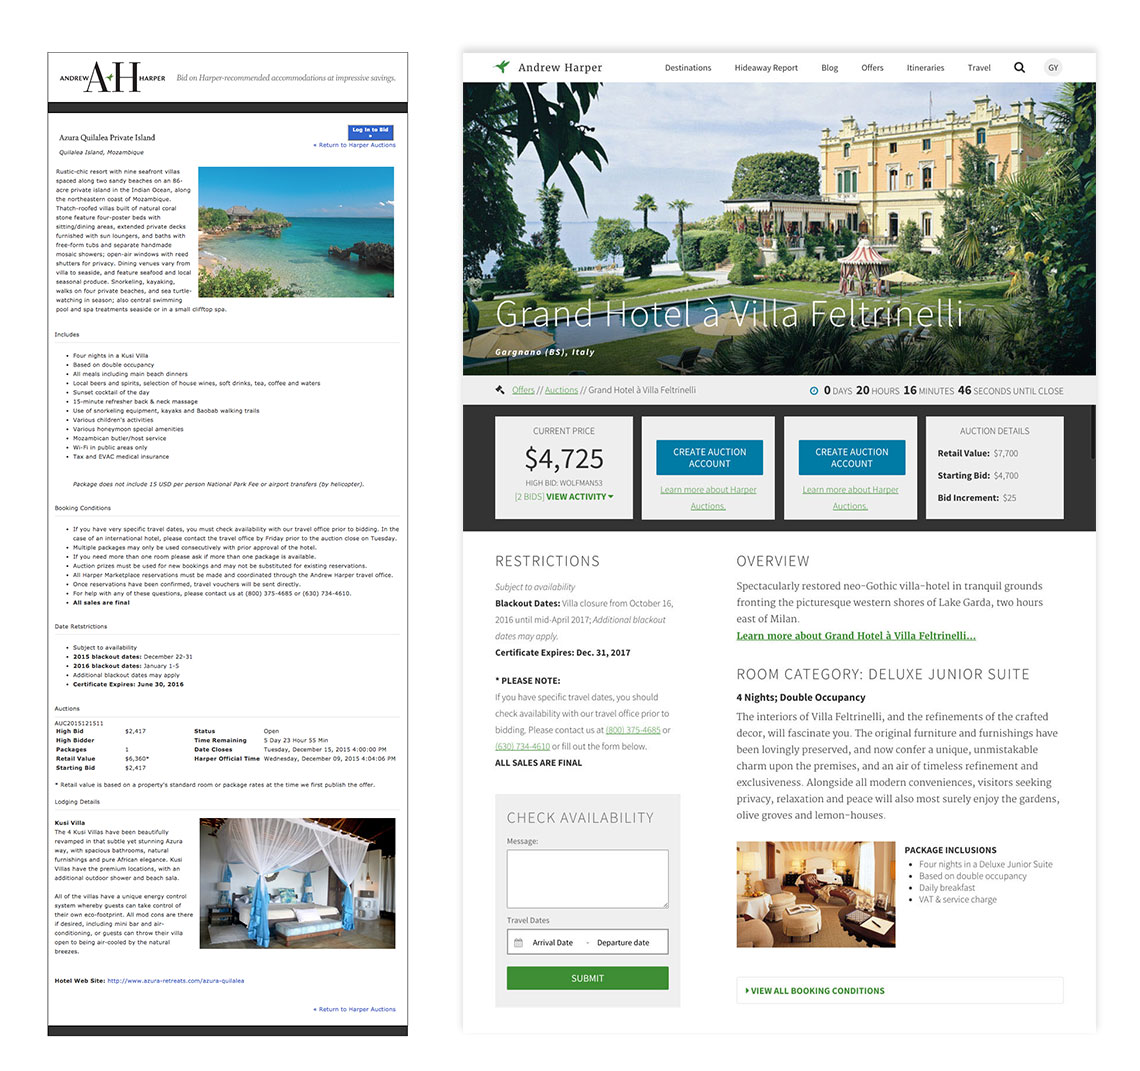 ANDREW AH HARPER
Bid on Harper-recommended accommodations at impressive savings.
Azura Quilalea Private Island
Log In to Bid
»
« Return to Harper Auctions
Quilalea Island, Mozambique
Rustic-chic resort with nine seafront villas
spaced along two sandy beaches on an 86-
acre private island in the Indian Ocean, along
the northeastern coast of Mozambique.
Thatch-roofed villas built of natural coral
stone feature four-poster beds with
sitting/dining areas, extended private decks
furnished with sun loungers, and baths with
free-form tubs and separate handmade
mosaic showers; open-air windows with reed
shutters for privacy. Dining venues vary from
villa to seaside, and feature seafood and local
seasonal produce. Snorkeling, kayaking,
walks on four private beaches, and sea turtle-
watching in season; also central swimming
pool and spa treatments seaside or in a small clifftop spa.
Includes
• Four nights in a Kusi Villa
• Based on double occupancy
• All meals including main beach dinners
• Local beers and spirits, selection of house wines, soft drinks, tea, coffee and waters
• Sunset cocktail of the day
• 15-minute refresher back & neck massage
• Use of snorkeling equipment, kayaks and Baobab walking trails
• Various children's activities
• Various honeymoon special amenities
• Mozambican butler/host service
• Wi-Fi in public areas only
• Tax and EVAC medical insurance
Package does not include 15 USD per person National Park Fee or airport transfers (by helicopter).
Booking Conditions
• If you have very specific travel dates, you must check availability with our travel office prior to bidding. In the
case of an international hotel, please contact the travel office by Friday prior to the auction close on Tuesday.
• Multiple packages may only be used consecutively with prior approval of the hotel.
• If you need more than one room please ask if more than one package is available.
• Auction prizes must be used for new bookings and may not be substituted for existing reservations.
• All Harper Marketplace reservations must be made and coordinated through the Andrew Harper travel office.
• Once reservations have been confirmed, travel vouchers will be sent directly.
• For help with any of these questions, please contact us at (800) 375-4685 or (630) 734-4610.
• All sales are final
Date Retstrictions
• Subject to availability
• 2015 blackout dates: December 22-31
• 2016 blackout dates: January 1-5
• Additional blackout dates may apply
• Certificate Expires: June 30, 2016
Auctions
AUC2015121511
High Bid $2,417 Status Open
High Bidder Time Remaining 5 Day 23 Hour 55 Min
Packages 1 Date Closes Tuesday, December 15, 2015 4:00:00 PM
Retail Value $6,360* Harper Official Time Wednesday, December 09, 2015 4:04:06 PM
Starting Bid $2,417
* Retail value is based on a property's standard room or package rates at the time we first publish the offer.
Lodging Details
Kusi Villa
The 4 Kusi Villas have been beautifully
revamped in that subtle yet stunning Azura
way, with spacious bathrooms, natural
furnishings and pure African elegance. Kusi
Villas have the premium locations, with an
additional outdoor shower and beach sala.
All of the villas have a unique energy control
system whereby guests can take control of
their own eco-footprint. All mod cons are there
if desired, including mini bar and air-
conditioning, or guests can throw their villa
open to being air-cooled by the natural
breezes.
Hotel Web Site: http://www.azura-retreats.com/azura-quilalea
« Return to Harper Auctions
Andrew Harper
Destinations Hideaway Report Blog Offers Itineraries Travel GY
Grand Hotel à Villa Feltrinelli
Gargnano (BS), Italy
Offers // Auctions // Grand Hotel à Villa Feltrinelli
0 DAYS 20 HOURS 16 MINUTES 46 SECONDS UNTIL CLOSE
CURRENT PRICE
$4,725
HIGH BID: WOLFMAN53
[2 BIDS] VIEW ACTIVITY
CREATE AUCTION
ACCOUNT
Learn more about Harper
Auctions.
CREATE AUCTION
ACCOUNT
Learn more about Harper
Auctions.
AUCTION DETAILS
Retail Value: $7,700
Starting Bid: $4,700
Bid Increment: $25
RESTRICTIONS
Subject to availability
Blackout Dates: Villa closure from October 16,
2016 until mid-April 2017; Additional blackout
dates may apply.
Certificate Expires: Dec. 31, 2017
* PLEASE NOTE:
If you have specific travel dates, you should
check availability with our travel office prior to
bidding. Please contact us at (800) 375-4685 or
(630) 734-4610 or fill out the form below.
ALL SALES ARE FINAL
CHECK AVAILABILITY
Message:
Travel Dates
Arrival Date - Departure date
SUBMIT
OVERVIEW
Spectacularly restored neo-Gothic villa-hotel in tranquil grounds
fronting the picturesque western shores of Lake Garda, two hours
east of Milan.
Learn more about Grand Hotel à Villa Feltrinelli...
ROOM CATEGORY: DELUXE JUNIOR SUITE
4 Nights; Double Occupancy
The interiors of Villa Feltrinelli, and the refinements of the crafted
decor, will fascinate you. The original furniture and furnishings have
been lovingly preserved, and now confer a unique, unmistakable
charm upon the premises, and an air of timeless refinement and
exclusiveness. Alongside all modern conveniences, visitors seeking
privacy, relaxation and peace will also most surely enjoy the gardens,
olive groves and lemon-houses.
PACKAGE INCLUSIONS
• Four nights in a Deluxe Junior Suite
• Based on double occupancy
• Daily breakfast
• VAT & service charge
VIEW ALL BOOKING CONDITIONS